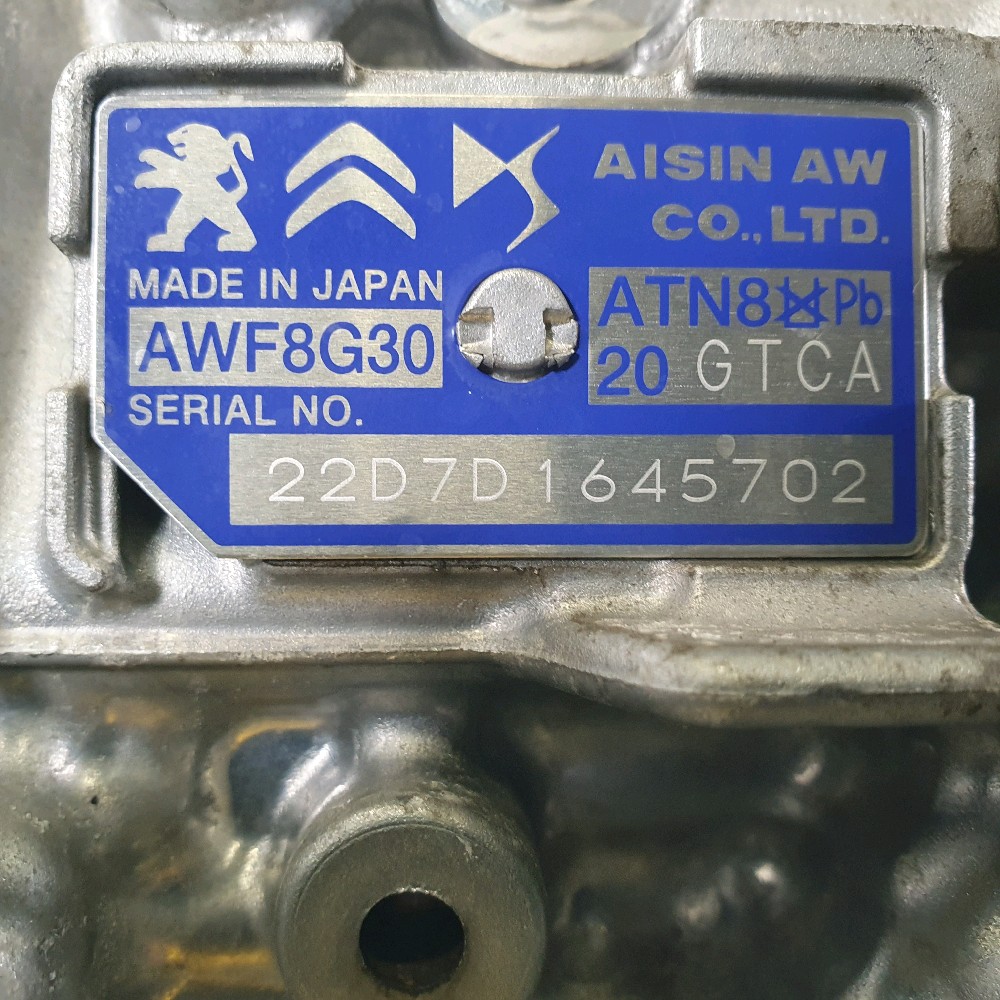 AISIN AW
CO., LTD.
MADE IN JAPAN
AWF8G30
ATN8 Pb
20 GTCA
SERIAL NO.
22D7D1645702